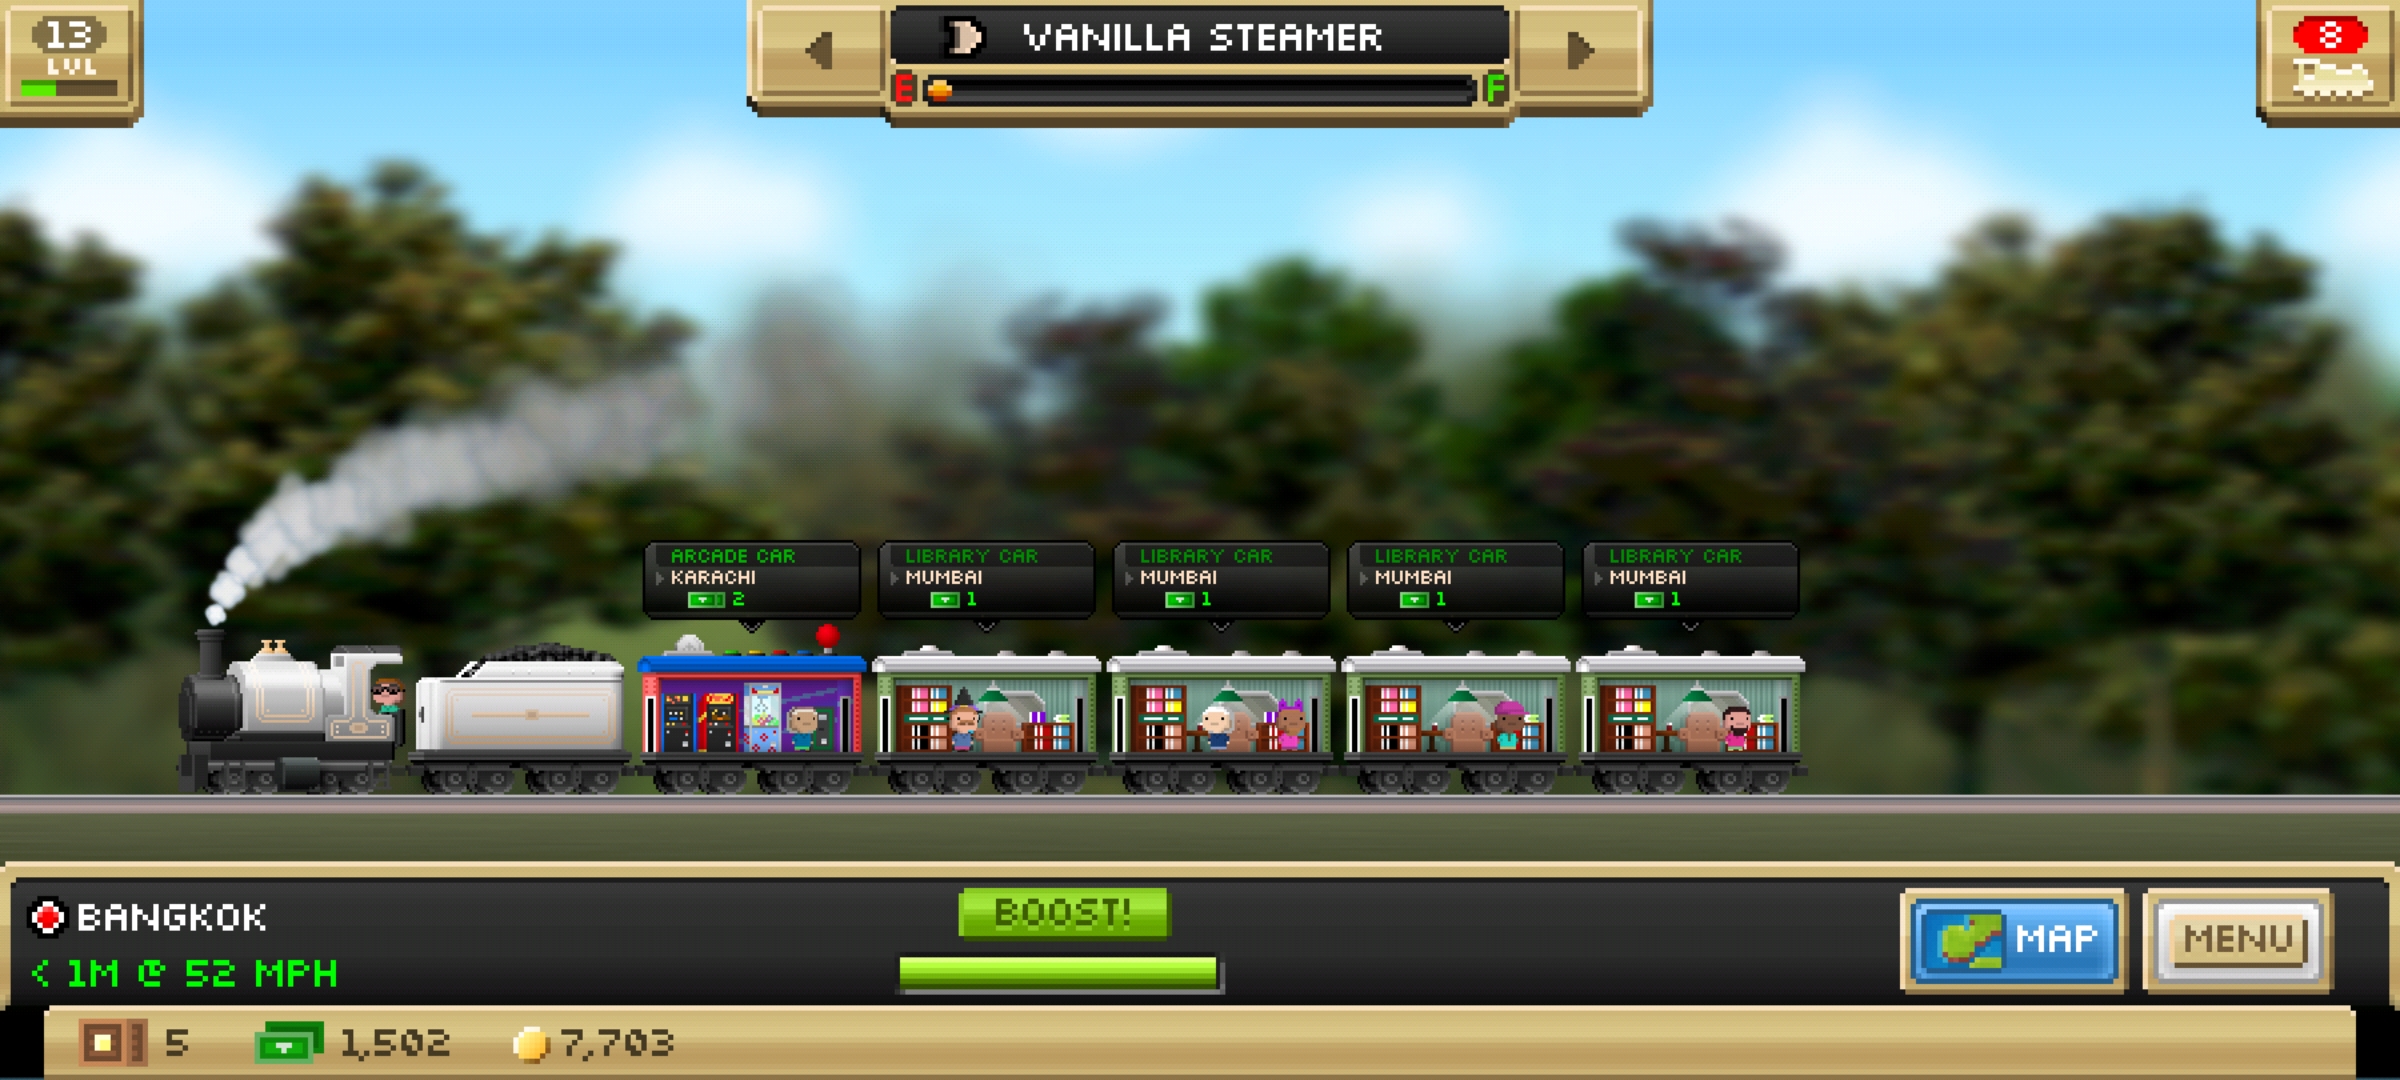 13
LVL
VANILLA STEAMER
E F
8
ARCADE CAR
KARACHI
2
LIBRARY CAR
MUMBAI
1
LIBRARY CAR
MUMBAI
1
LIBRARY CAR
MUMBAI
1
LIBRARY CAR
MUMBAI
1
BANGKOK
< 1M @ 52 MPH
BOOST!
MAP
MENU
5 1,502 7,703